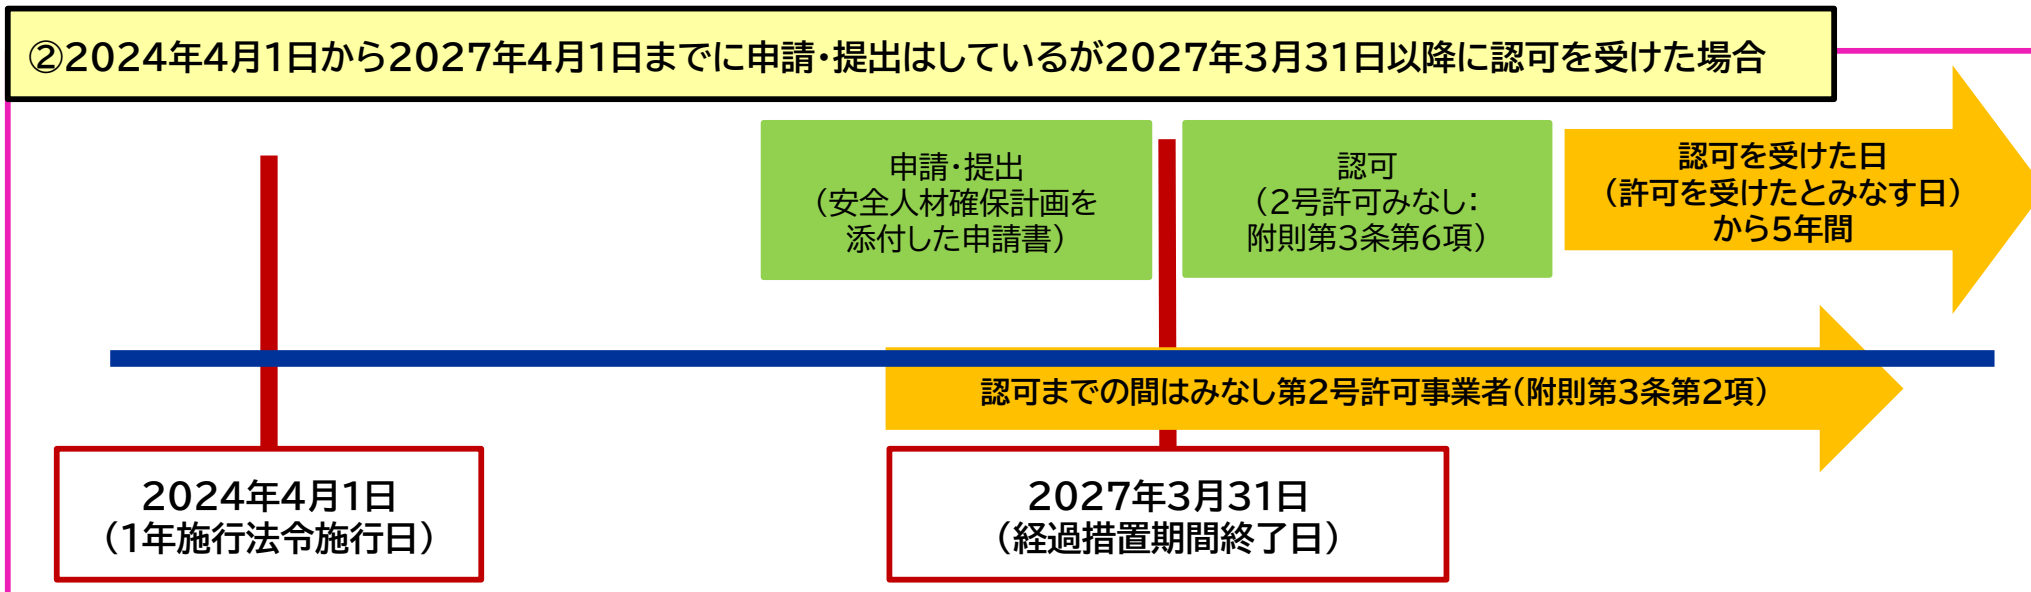 ②2024年4月1日から2027年4月1日までに申請・提出はしているが2027年3月31日以降に認可を受けた場合
申請・提出
（安全人材確保計画を
添付した申請書）
認可
（2号許可みなし：
附則第3条第6項）
認可を受けた日
（許可を受けたとみなす日）
から5年間
認可までの間はみなし第2号許可事業者（附則第3条第2項）
2024年4月1日
（1年施行法令施行日）
2027年3月31日
（経過措置期間終了日）